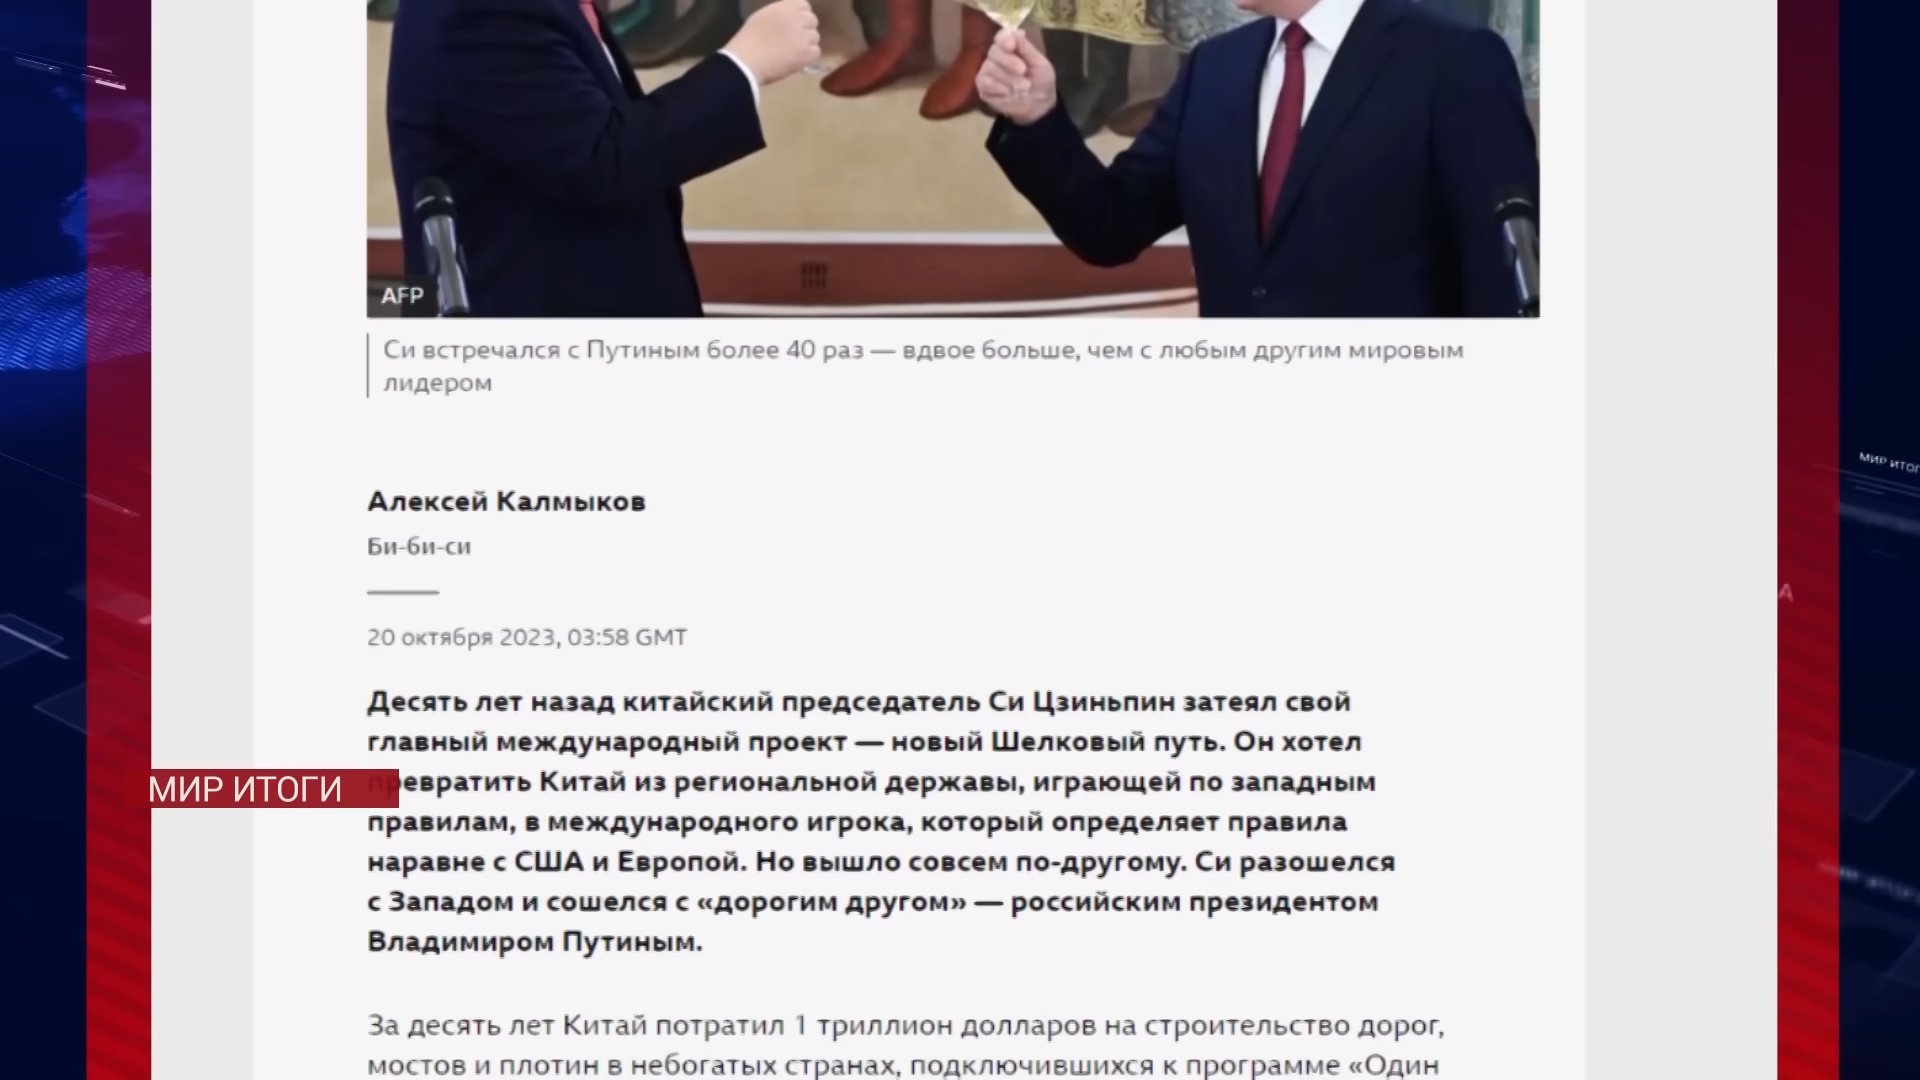 AFP
Си встречался с Путиным более 40 раз — вдвое больше, чем с любым другим мировым
лидером
МИР ИТОГ
Алексей Калмыков
Би-би-си
А
20 октября 2023, 03:58 GMT
Десять лет назад китайский председатель Си Цзиньпин затеял свой
главный международный проект — новый Шелковый путь. Он хотел
превратить Китай из региональной державы, играющей по западным
МИР ИТОГИ
правилам, в международного игрока, который определяет правила
наравне с США и Европой. Но вышло совсем по-другому. Си разошелся
с Западом и сошелся с «дорогим другом» — российским президентом
Владимиром Путиным.
За десять лет Китай потратил 1 триллион долларов на строительство дорог,
мостов и плотин в небогатых странах, подключившихся к программе «Один